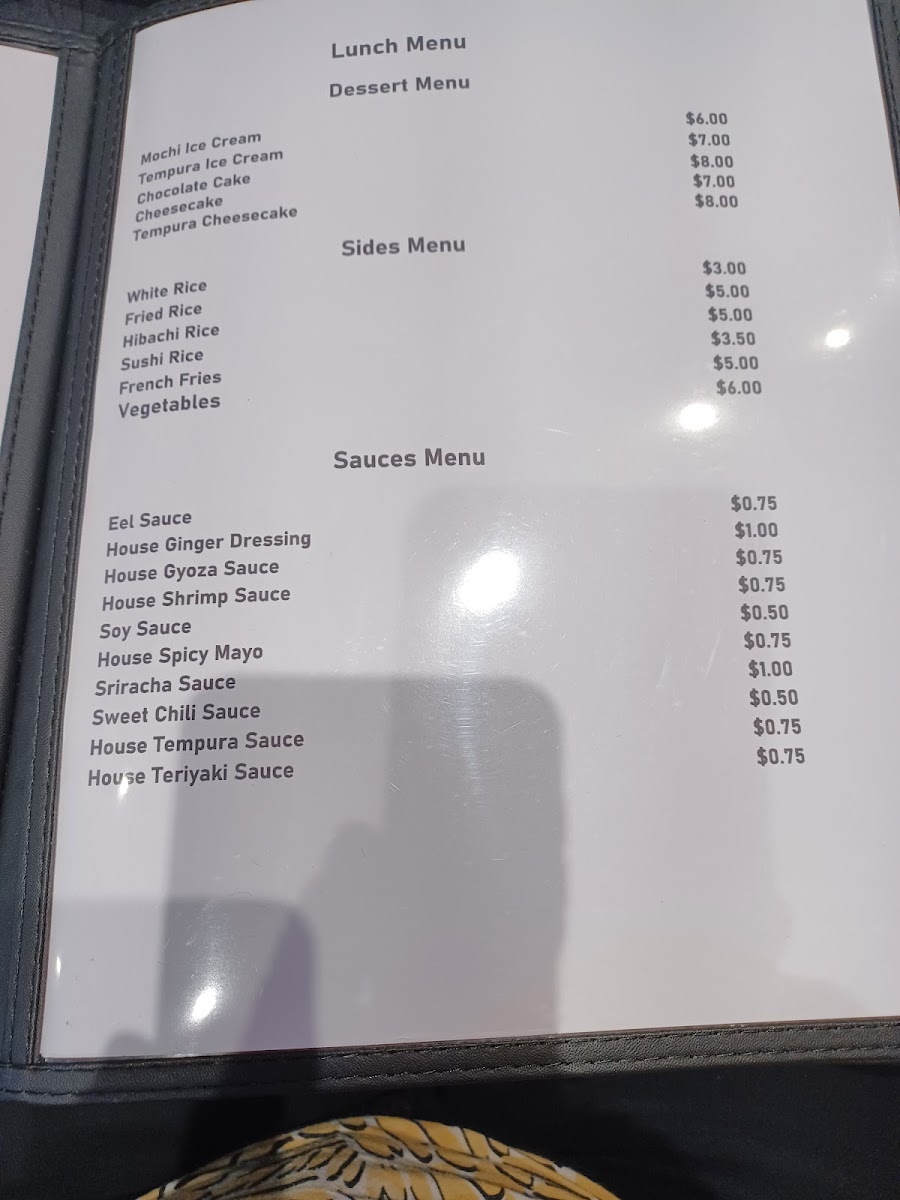 Lunch Menu
Dessert Menu
Mochi Ice Cream $6.00
Tempura Ice Cream $7.00
Chocolate Cake $8.00
Cheesecake $7.00
Tempura Cheesecake $8.00
Sides Menu
White Rice $3.00
Fried Rice $5.00
Hibachi Rice $5.00
Sushi Rice $3.50
French Fries $5.00
Vegetables $6.00
Sauces Menu
Eel Sauce $0.75
House Ginger Dressing $1.00
House Gyoza Sauce $0.75
House Shrimp Sauce $0.75
Soy Sauce $0.50
House Spicy Mayo $0.75
Sriracha Sauce $1.00
Sweet Chili Sauce $0.50
House Tempura Sauce $0.75
House Teriyaki Sauce $0.75